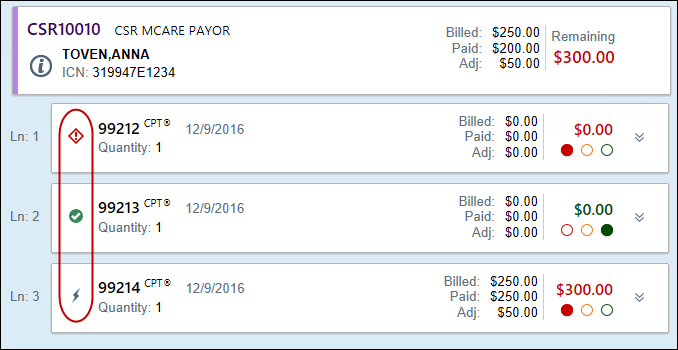 CSR10010 CSR MCARE PAYOR
TOVEN,ANNA
ICN: 319947E1234
Billed: $250.00
Paid: $200.00
Adj: $50.00
Remaining
$300.00
Ln: 1
99212 CPT® 12/9/2016
Quantity: 1
Billed: $0.00
Paid: $0.00
Adj: $0.00
$0.00
Ln: 2
99213 CPT® 12/9/2016
Quantity: 1
Billed: $0.00
Paid: $0.00
Adj: $0.00
$0.00
Ln: 3
99214 CPT® 12/9/2016
Quantity: 1
Billed: $250.00
Paid: $250.00
Adj: $50.00
$300.00